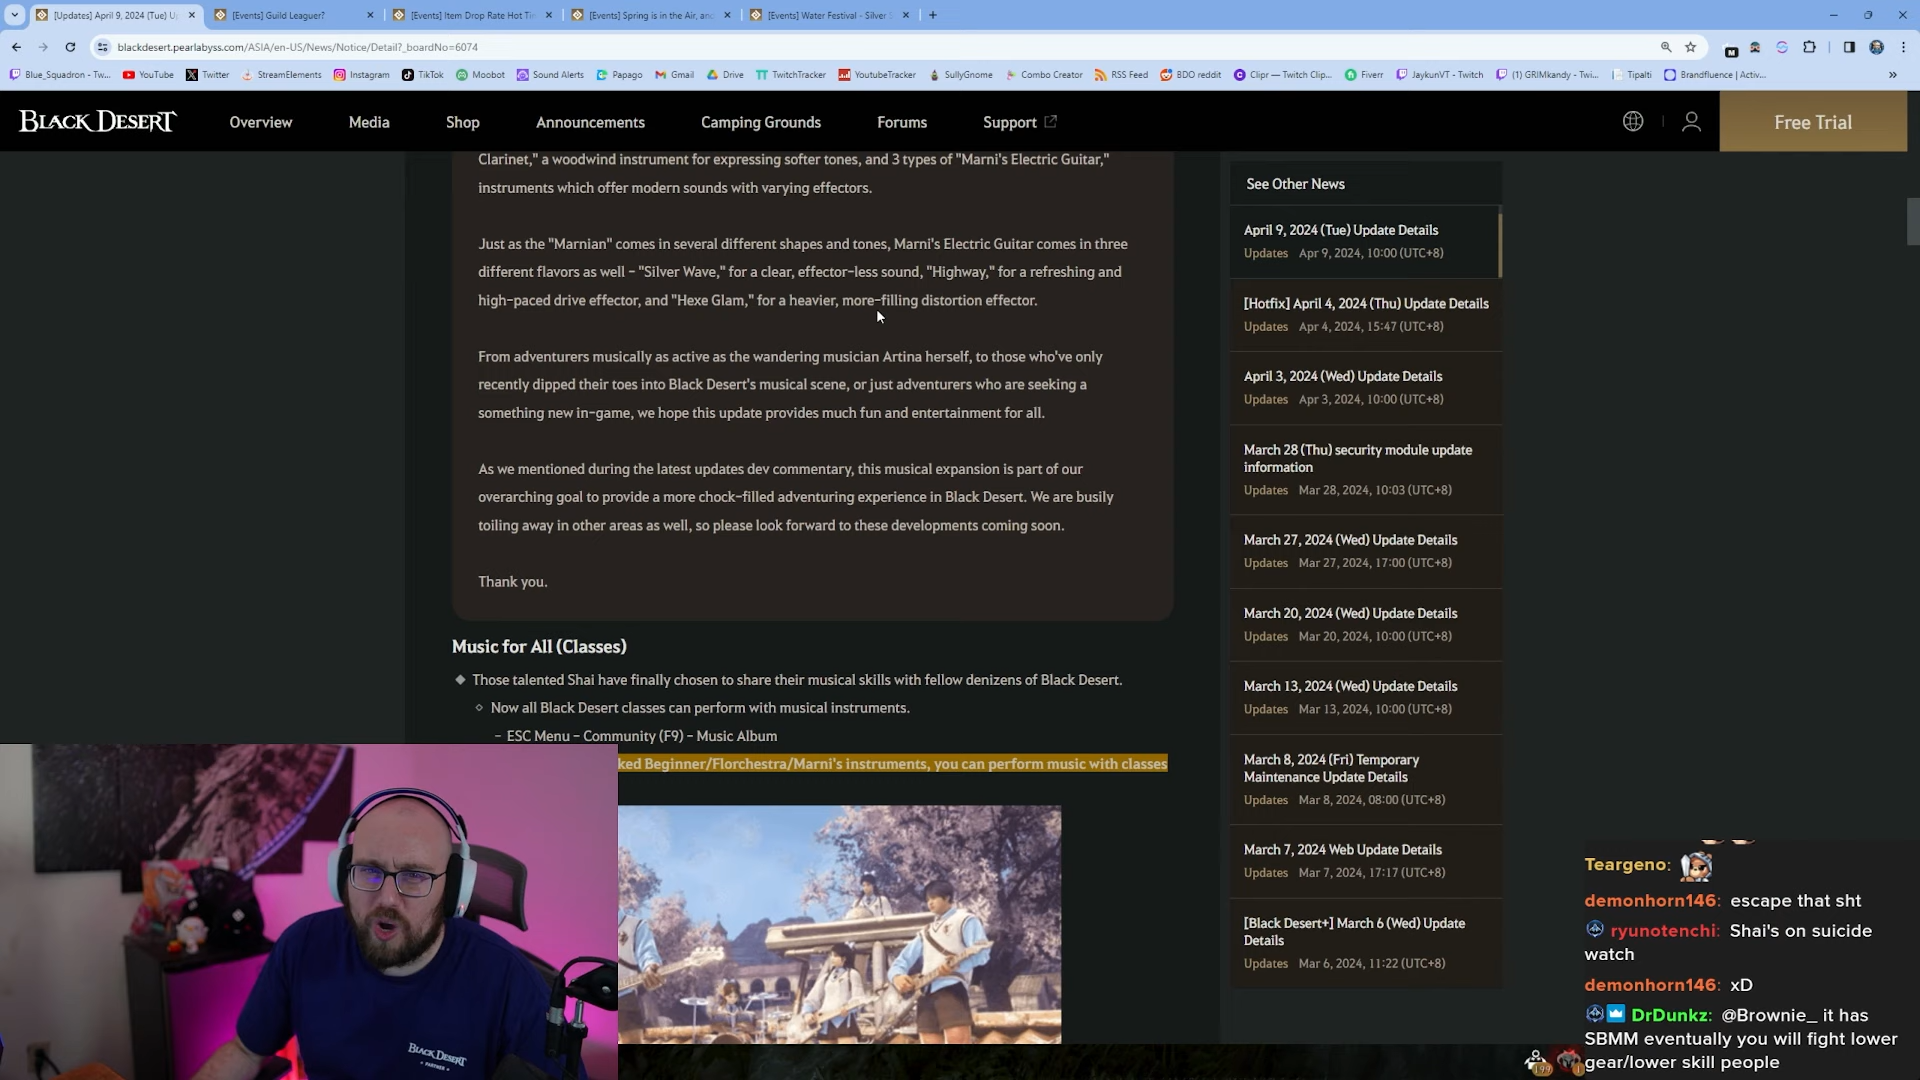 [Updates] April 9, 2024 (Tue) U
[Events] Guild Leaguer?
[Events] Item Drop Rate Hot Ti
[Events] Spring is in the Air, an
[Events] Water Festival - Silver
blackdesert.pearlabyss.com/ASIA/en-US/News/Notice/Detail?_boardNo=6074
Blue_Squadron - Tw...
YouTube
Twitter
StreamElements
Instagram
TikTok
Moobot
Sound Alerts
Papago
Gmail
Drive
TwitchTracker
YoutubeTracker
SullyGnome
Combo Creator
RSS Feed
BDO reddit
Clipr — Twitch Clip...
Fiverr
JaykunVT - Twitch
(1) GRIMkandy - Twi...
Tipalti
Brandfluence | Activ...
BLACK DESERT
Overview
Media
Shop
Announcements
Camping Grounds
Forums
Support
Free Trial
Clarinet," a woodwind instrument for expressing softer tones, and 3 types of "Marni's Electric Guitar,"
instruments which offer modern sounds with varying effectors.
Just as the "Marnian" comes in several different shapes and tones, Marni's Electric Guitar comes in three
different flavors as well - "Silver Wave," for a clear, effector-less sound, "Highway," for a refreshing and
high-paced drive effector, and "Hexe Glam," for a heavier, more-filling distortion effector.
From adventurers musically as active as the wandering musician Artina herself, to those who've only
recently dipped their toes into Black Desert's musical scene, or just adventurers who are seeking a
something new in-game, we hope this update provides much fun and entertainment for all.
As we mentioned during the latest updates dev commentary, this musical expansion is part of our
overarching goal to provide a more chock-filled adventuring experience in Black Desert. We are busily
toiling away in other areas as well, so please look forward to these developments coming soon.
Thank you.
Music for All (Classes)
Those talented Shai have finally chosen to share their musical skills with fellow denizens of Black Desert.
Now all Black Desert classes can perform with musical instruments.
- ESC Menu - Community (F9) - Music Album
ked Beginner/Florchestra/Marni's instruments, you can perform music with classes
See Other News
April 9, 2024 (Tue) Update Details
Updates Apr 9, 2024, 10:00 (UTC+8)
[Hotfix] April 4, 2024 (Thu) Update Details
Updates Apr 4, 2024, 15:47 (UTC+8)
April 3, 2024 (Wed) Update Details
Updates Apr 3, 2024, 10:00 (UTC+8)
March 28 (Thu) security module update
information
Updates Mar 28, 2024, 10:03 (UTC+8)
March 27, 2024 (Wed) Update Details
Updates Mar 27, 2024, 17:00 (UTC+8)
March 20, 2024 (Wed) Update Details
Updates Mar 20, 2024, 10:00 (UTC+8)
March 13, 2024 (Wed) Update Details
Updates Mar 13, 2024, 10:00 (UTC+8)
March 8, 2024 (Fri) Temporary
Maintenance Update Details
Updates Mar 8, 2024, 08:00 (UTC+8)
March 7, 2024 Web Update Details
Updates Mar 7, 2024, 17:17 (UTC+8)
[Black Desert+] March 6 (Wed) Update
Details
Updates Mar 6, 2024, 11:22 (UTC+8)
Teargeno:
demonhorn146: escape that sht
ryunotenchi: Shai's on suicide
watch
demonhorn146: xD
DrDunkz: @Brownie_ it has
SBMM eventually you will fight lower
gear/lower skill people
BLACK DESERT
PARTNER
199